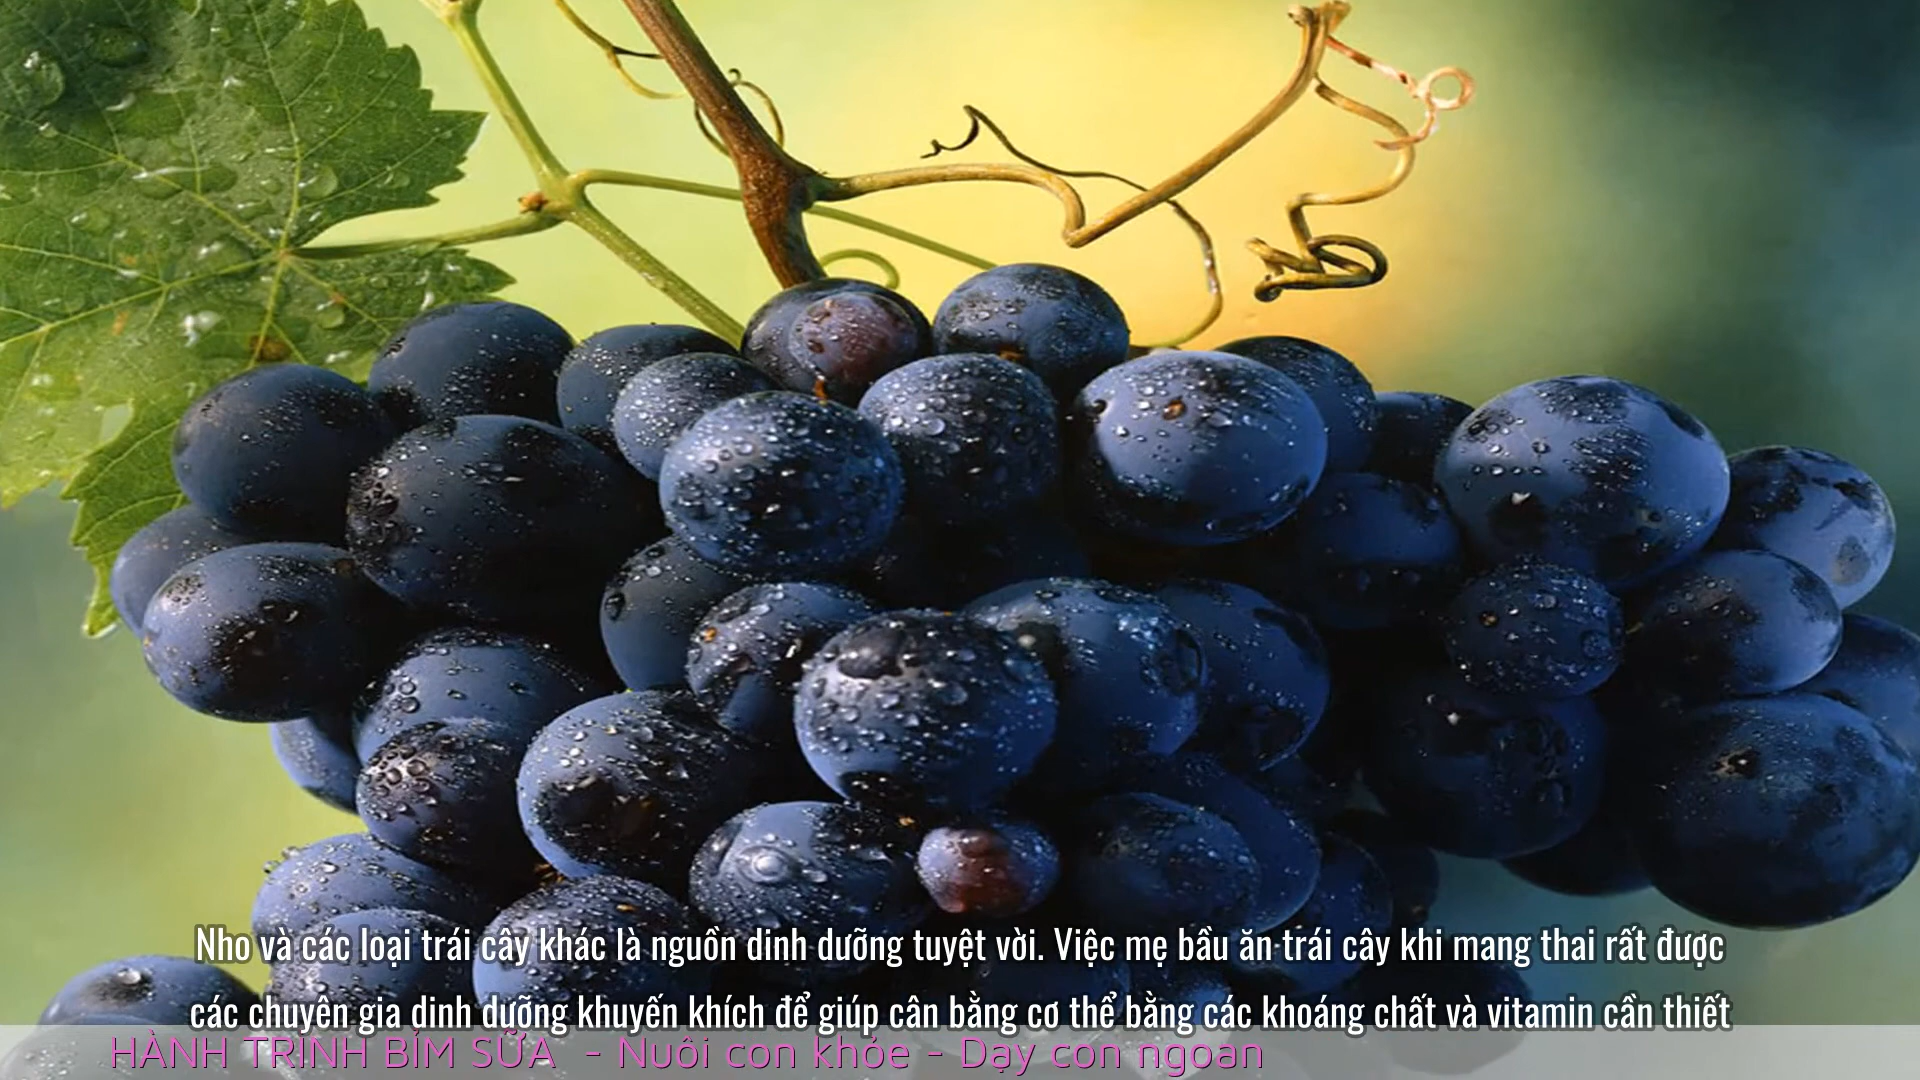 Nho và các loại trái cây khác là nguồn dinh dưỡng tuyệt vời. Việc mẹ bầu ăn trái cây khi mang thai rất được
các chuyên gia dinh dưỡng khuyến khích để giúp cân bằng cơ thể bằng các khoáng chất và vitamin cần thiết
HÀNH TRÌNH BỈM SỮA - Nuôi con khỏe - Dạy con ngoan